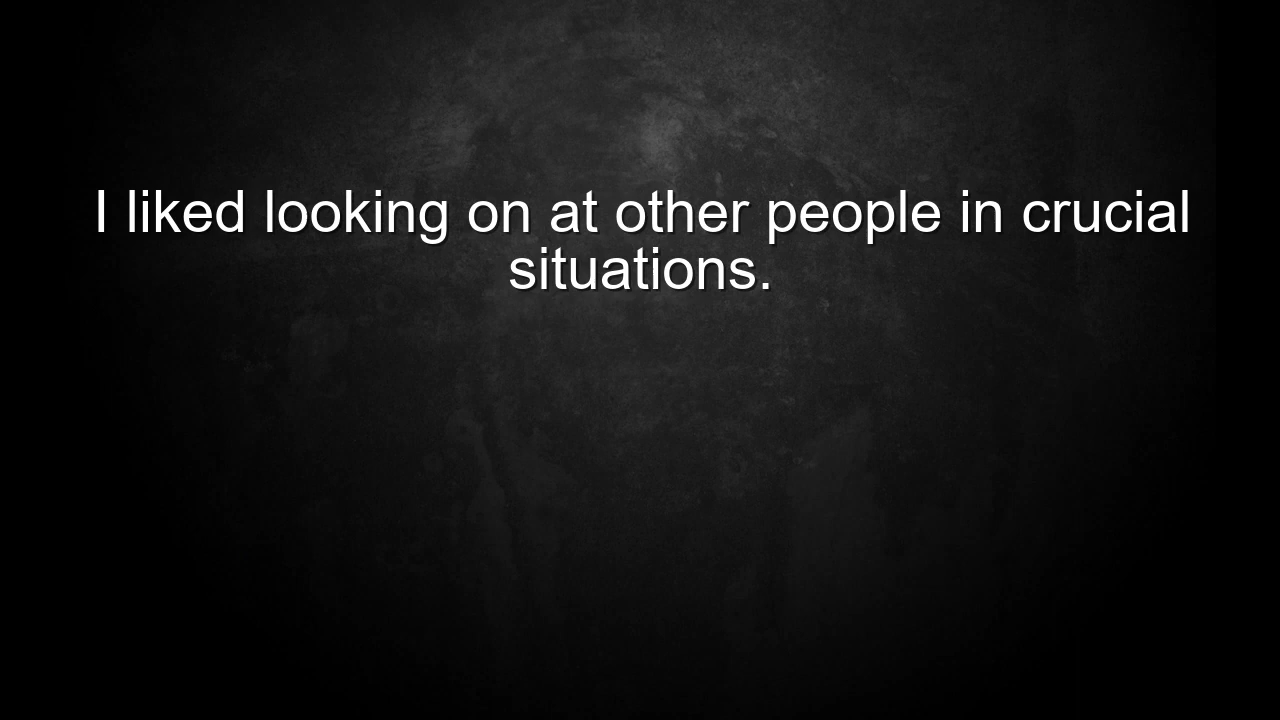 I liked looking on at other people in crucial
situations.